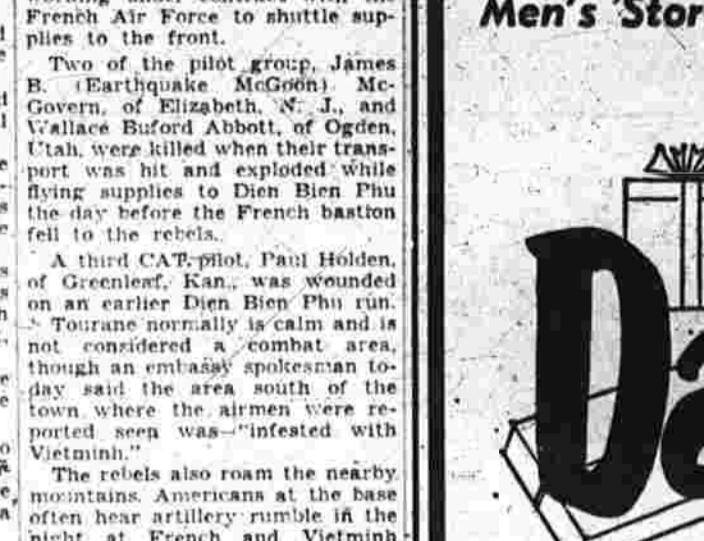 French Air Force to shuttle sup-
plies to the front.
Two of the pilot group, James
B. (Earthquake McGoon) Mc-
Govern, of Elizabeth, N. J., and
Wallace Buford Abbott, of Ogden,
Utah, were killed when their trans-
port was hit and exploded while
flying supplies to Dien Bien Phu
the day before the French bastion
fell to the rebels.
A third CAT pilot, Paul Holden,
of Greenleaf, Kan., was wounded
on an earlier Dien Bien Phu run.
Tourane normally is calm and is
not considered a combat area,
though an embassy spokesman to-
day said the area south of the
town where the airmen were re-
ported seen was—"infested with
Vietminh."
The rebels also roam the nearby
mountains. Americans at the base
often hear artillery rumble in the
night at French and Vietminh
Men's Stor
Da